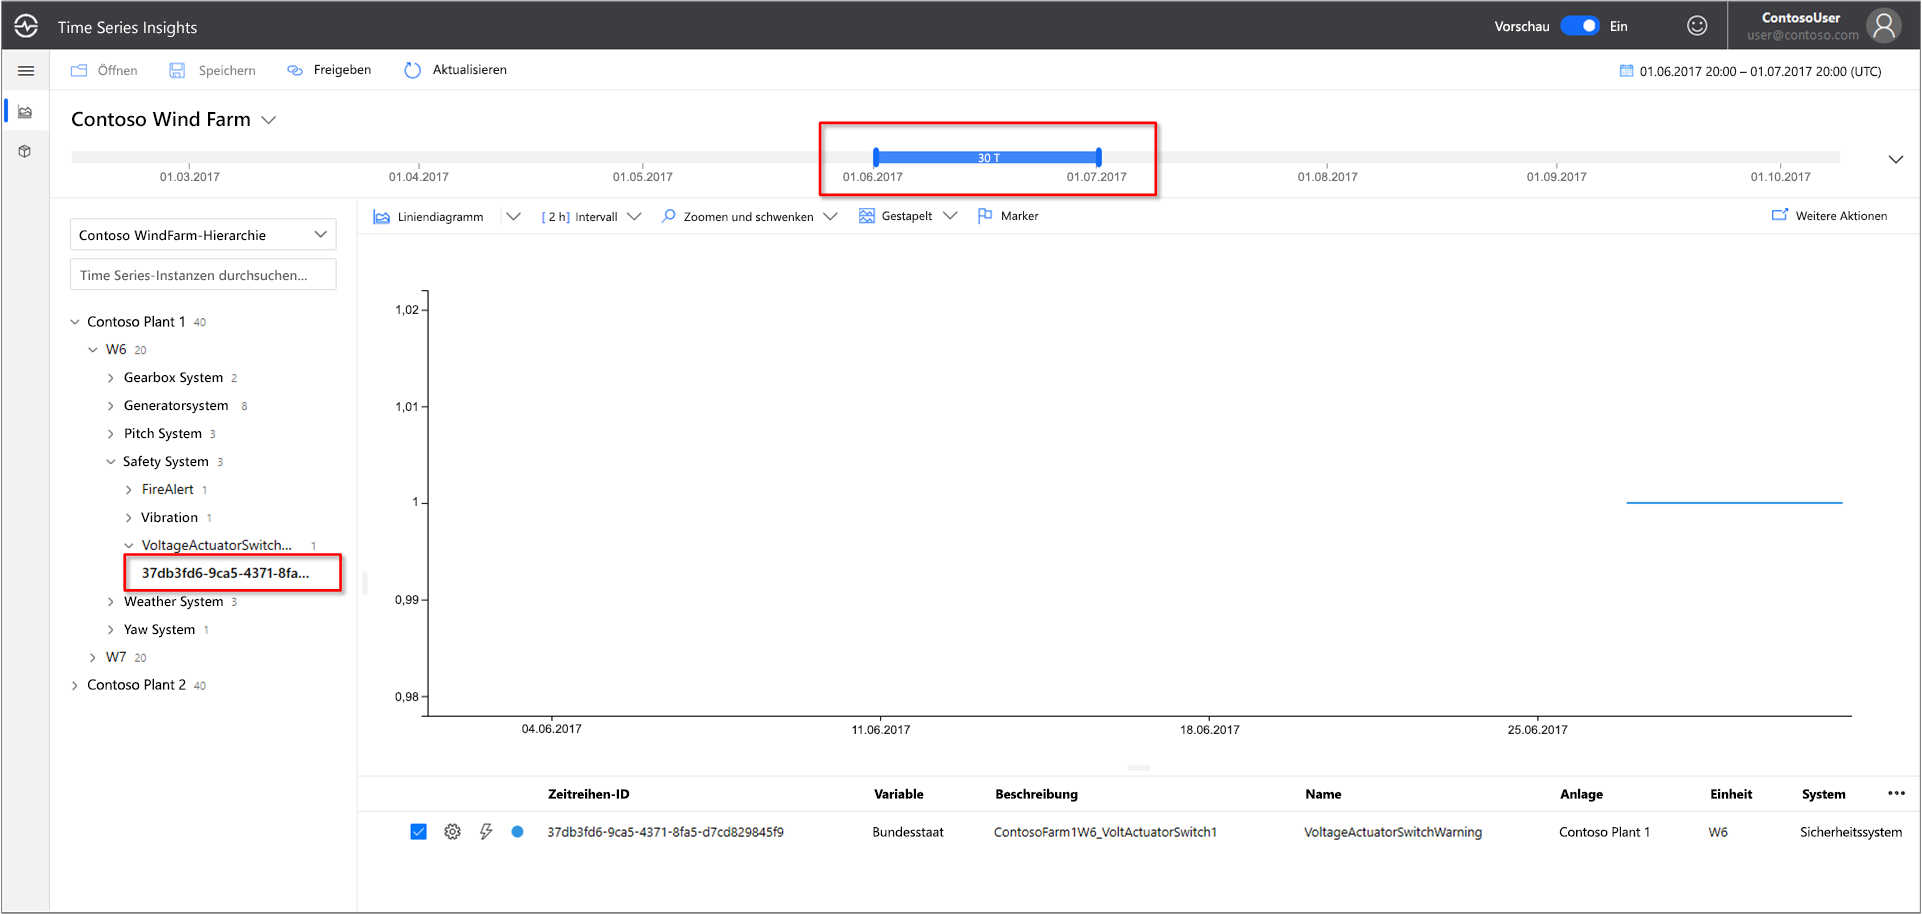 Time Series Insights
Vorschau Ein
ContosoUser
user@contoso.com
Öffnen Speichern Freigeben Aktualisieren
01.06.2017 20:00 – 01.07.2017 20:00 (UTC)
Contoso Wind Farm
30 T
01.03.2017 01.04.2017 01.05.2017 01.06.2017 01.07.2017 01.08.2017 01.09.2017 01.10.2017
Contoso WindFarm-Hierarchie
Time Series-Instanzen durchsuchen...
Contoso Plant 1 40
W6 20
Gearbox System 2
Generatorsystem 8
Pitch System 3
Safety System 3
FireAlert 1
Vibration 1
VoltageActuatorSwitch... 1
37db3fd6-9ca5-4371-8fa...
Weather System 3
Yaw System 1
W7 20
Contoso Plant 2 40
Liniendiagramm [ 2 h] Intervall Zoomen und schwenken Gestapelt Marker Weitere Aktionen
1,02
1,01
1
0,99
0,98
04.06.2017 11.06.2017 18.06.2017 25.06.2017
Zeitreihen-ID Variable Beschreibung Name Anlage Einheit System
37db3fd6-9ca5-4371-8fa5-d7cd829845f9 Bundesstaat ContosoFarm1W6_VoltActuatorSwitch1 VoltageActuatorSwitchWarning Contoso Plant 1 W6 Sicherheitssystem